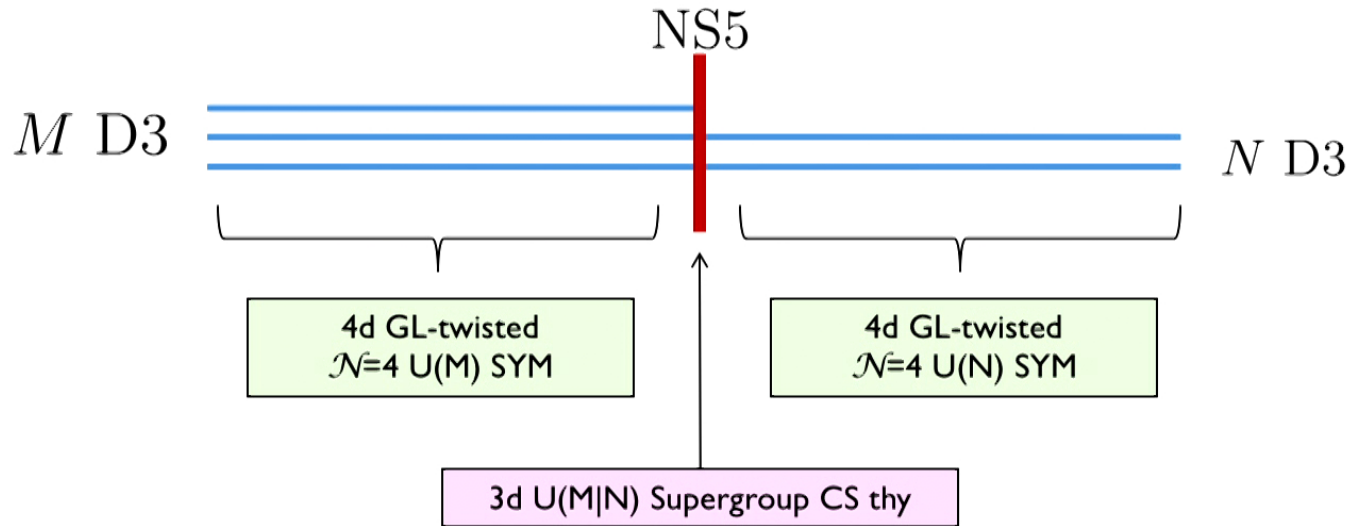 NS5
M D3
N D3
4d GL-twisted
𝒩=4 U(M) SYM
4d GL-twisted
𝒩=4 U(N) SYM
3d U(M|N) Supergroup CS thy